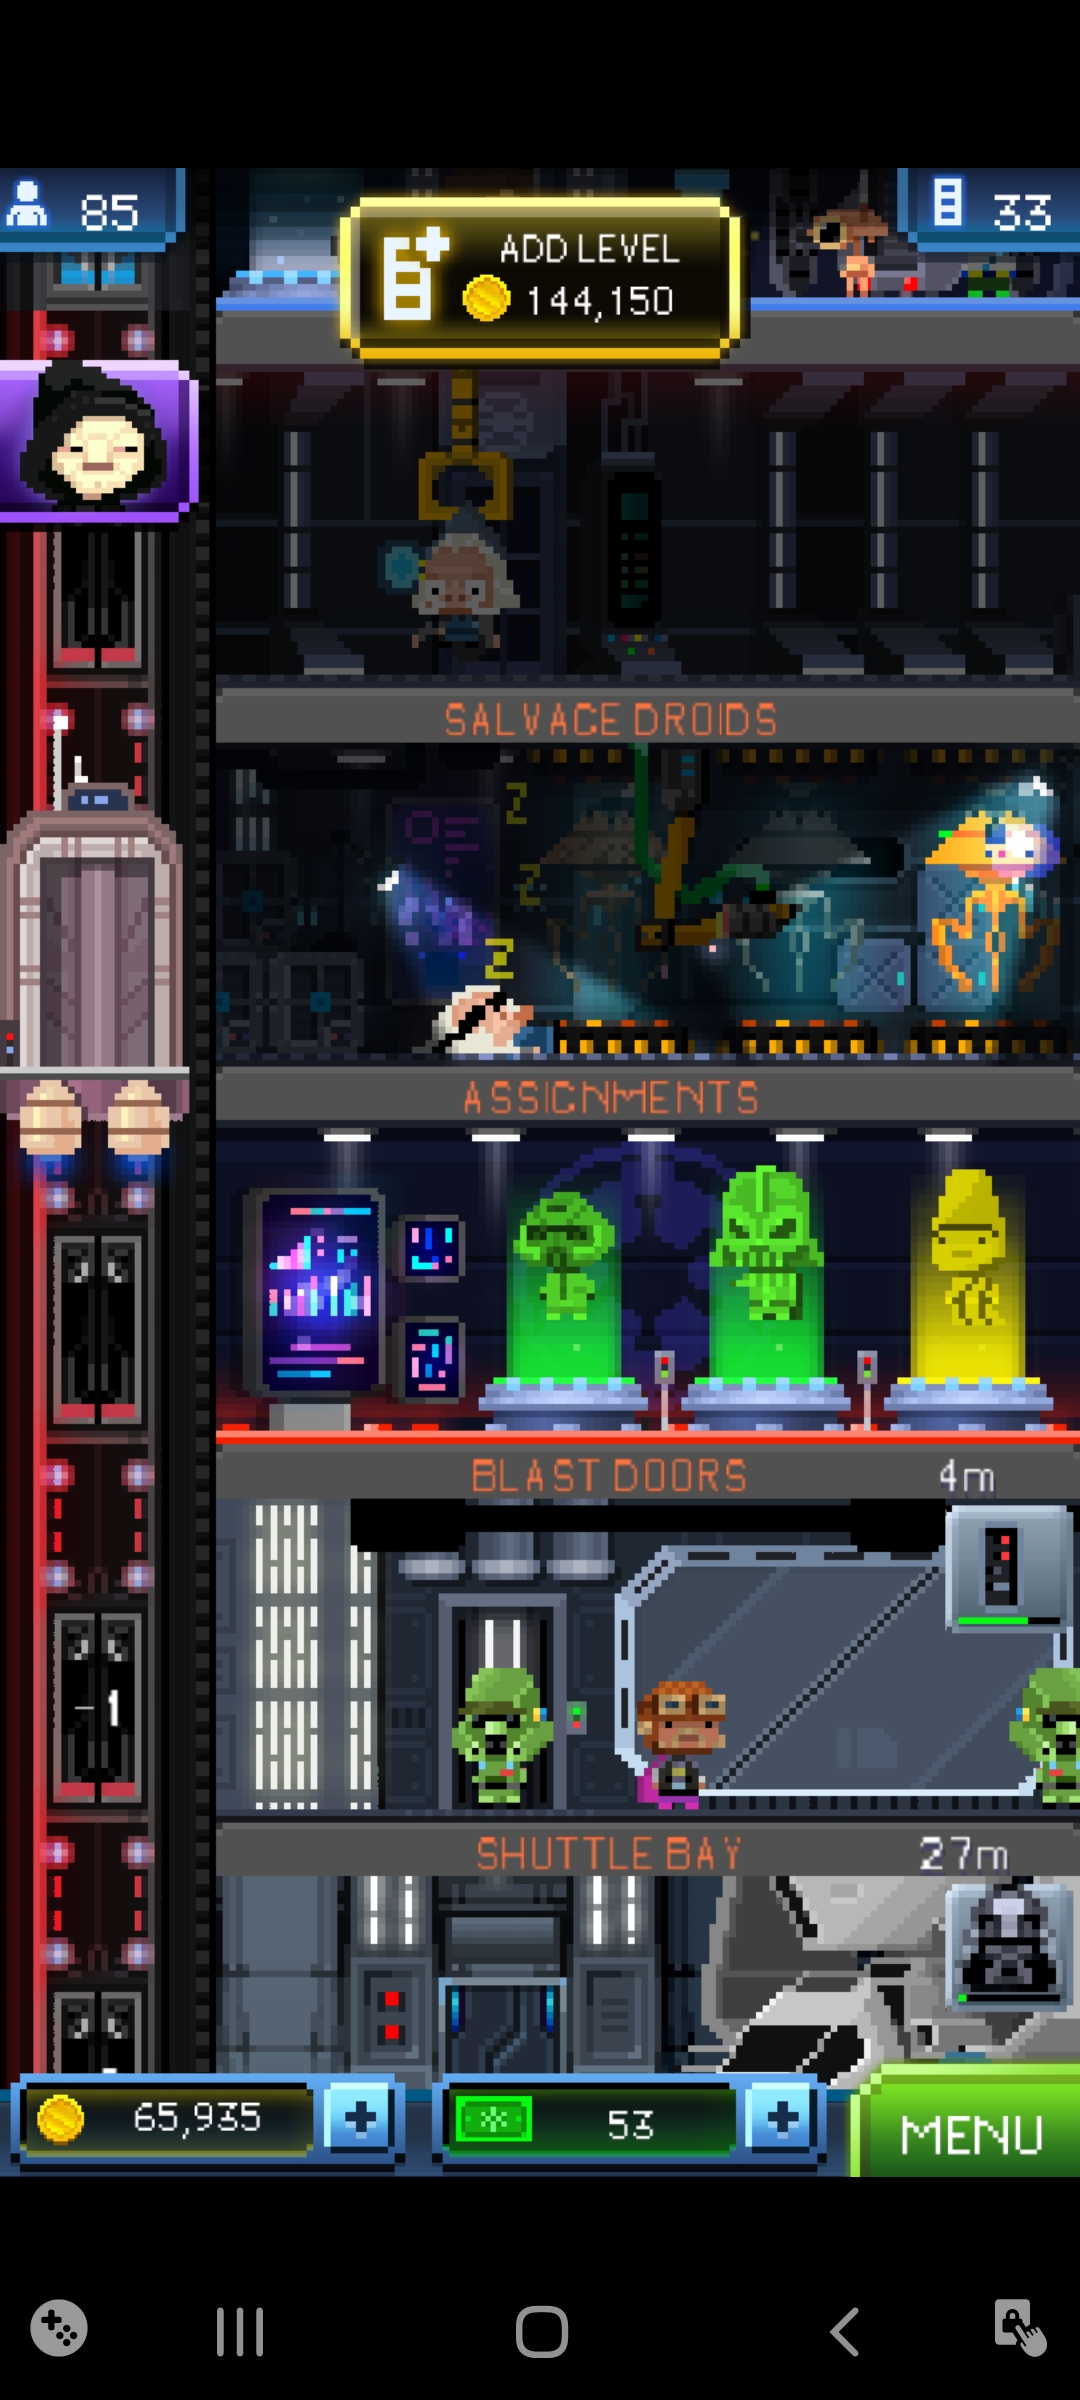 85
ADD LEVEL
144,150
33
SALVAGE DROIDS
Z
Z
Z
ASSIGNMENTS
BLAST DOORS 4m
-1
SHUTTLE BAY 27m
65,935
53
MENU